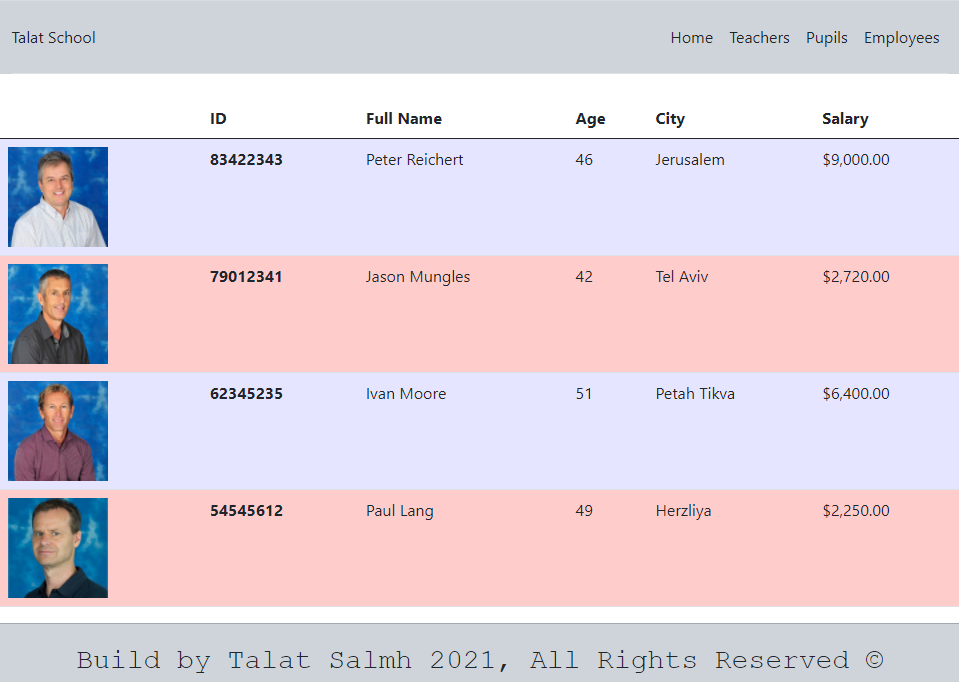 Talat School Home Teachers Pupils Employees
ID Full Name Age City Salary
83422343 Peter Reichert 46 Jerusalem $9,000.00
79012341 Jason Mungles 42 Tel Aviv $2,720.00
62345235 Ivan Moore 51 Petah Tikva $6,400.00
54545612 Paul Lang 49 Herzliya $2,250.00
Build by Talat Salmh 2021, All Rights Reserved ©